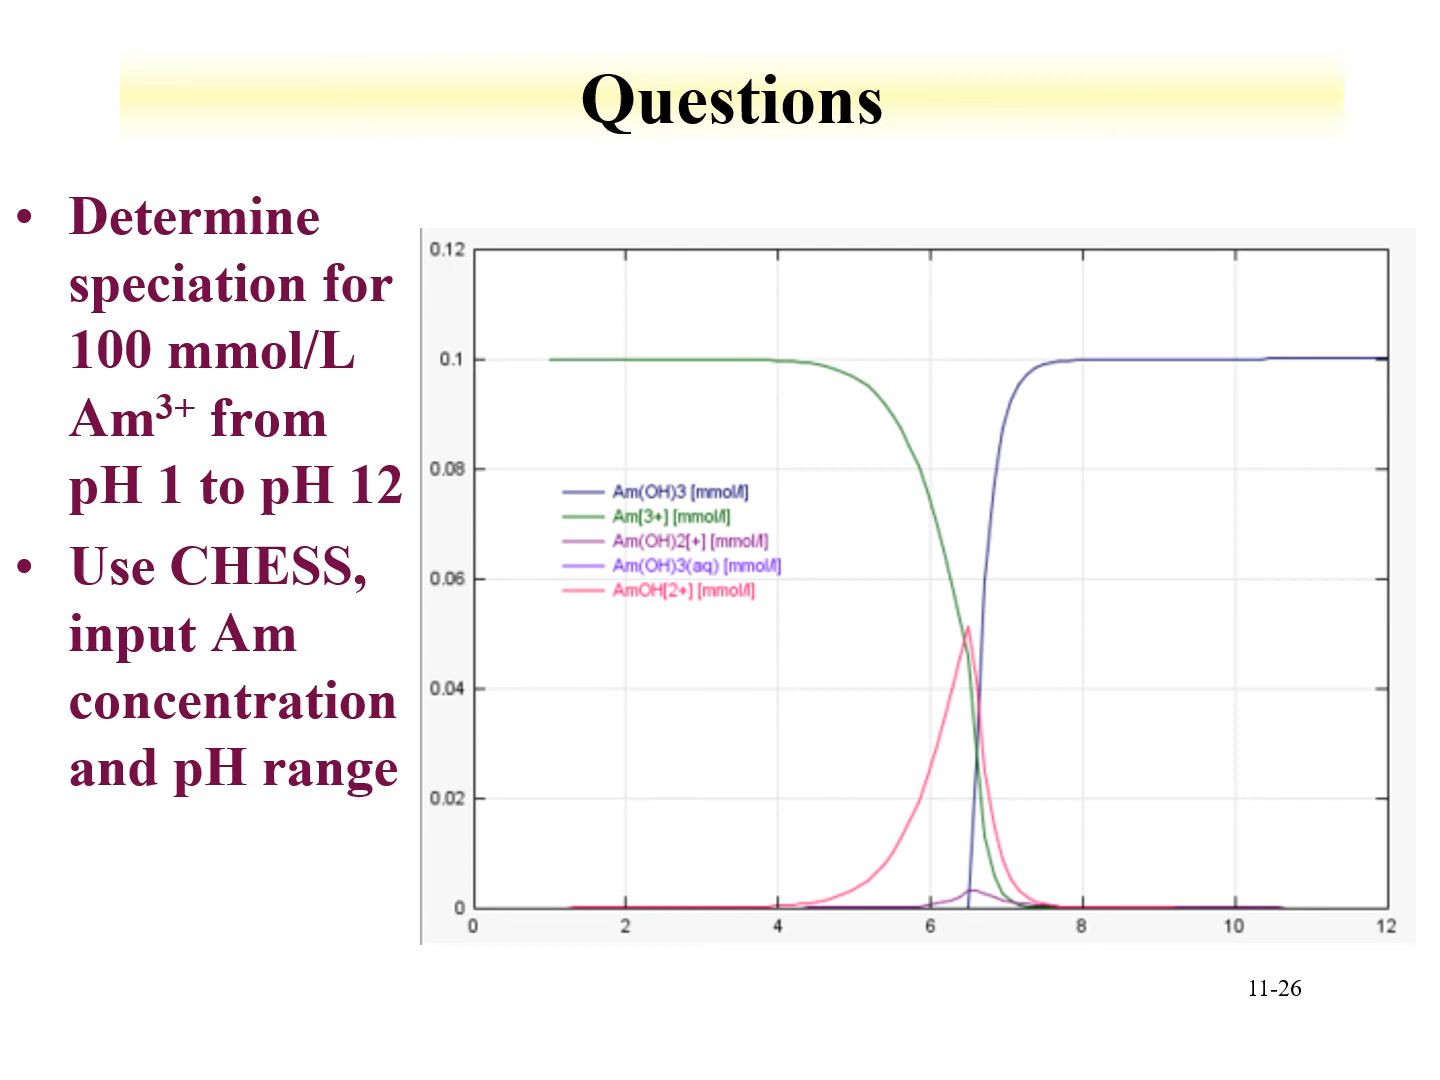 Questions
• Determine
speciation for
100 mmol/L
Am³⁺ from
pH 1 to pH 12
• Use CHESS,
input Am
concentration
and pH range
0.12
0.1
0.08
0.06
0.04
0.02
0
Am(OH)3 [mmol/l]
Am[3+] [mmol/l]
Am(OH)2[+] [mmol/l]
Am(OH)3(aq) [mmol/l]
AmOH[2+] [mmol/l]
0 2 4 6 8 10 12
11-26